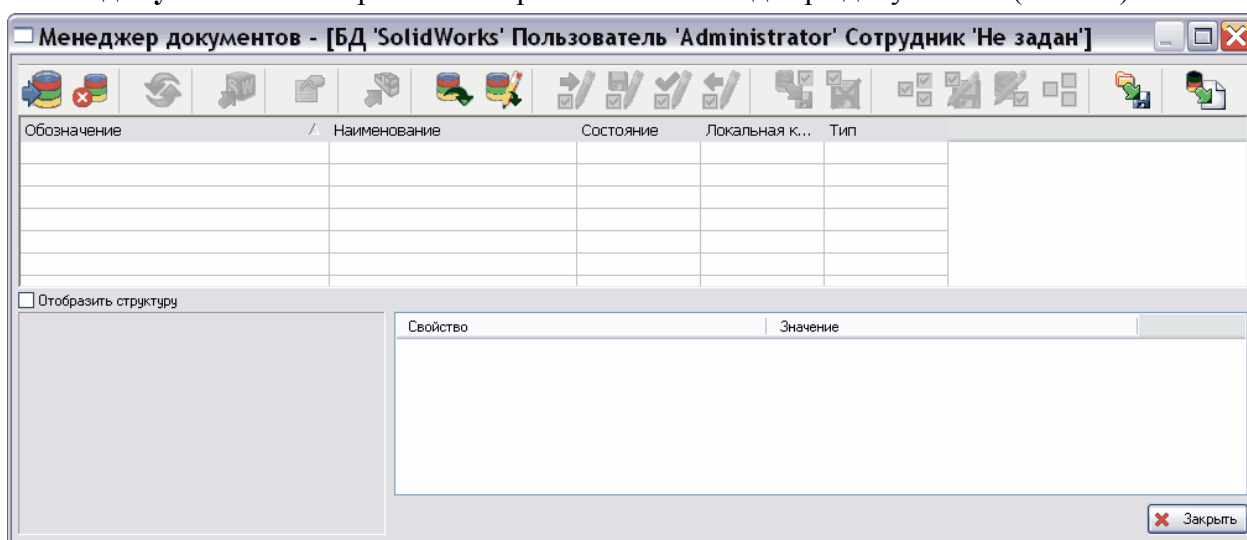 Менеджер документов - [БД 'SolidWorks' Пользователь 'Administrator' Сотрудник 'Не задан']
Обозначение Наименование Состояние Локальная к... Тип
Отобразить структуру
Свойство Значение
Закрыть